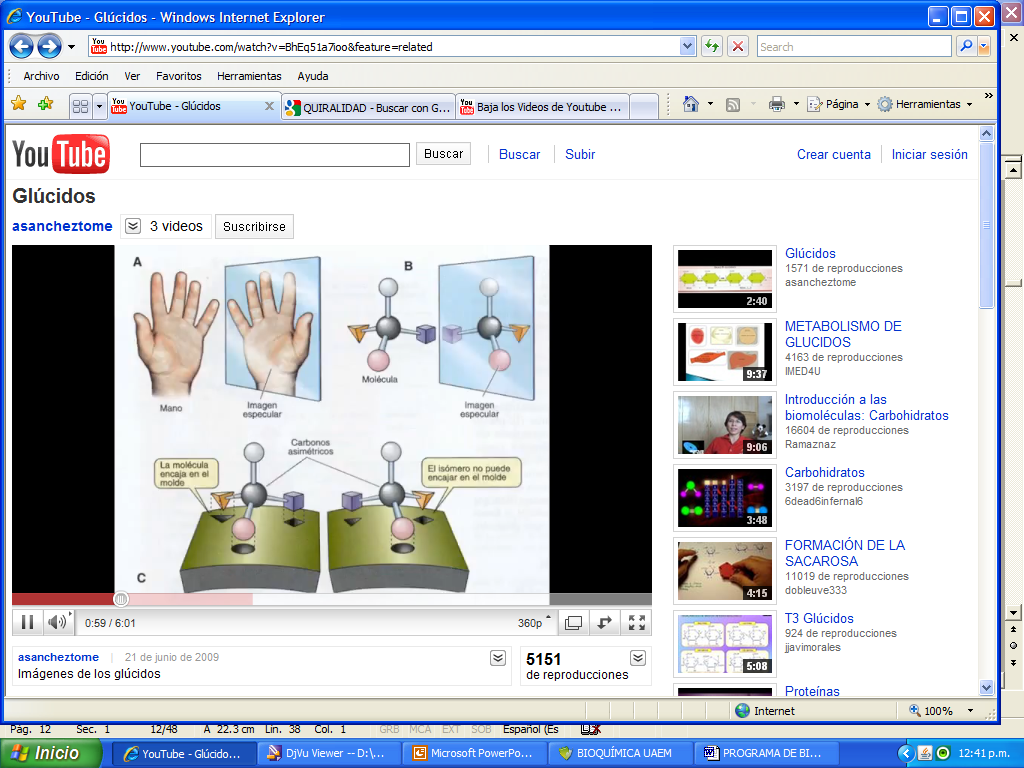 YouTube - Glúcidos - Windows Internet Explorer
http://www.youtube.com/watch?v=BhEq51a7ioo&feature=related
Search
Archivo Edición Ver Favoritos Herramientas Ayuda
YouTube - Glúcidos
QUIRALIDAD - Buscar con G...
Baja los Videos de Youtube ...
Página
Herramientas
YouTube
Buscar
Buscar
Subir
Crear cuenta
Iniciar sesión
Glúcidos
asancheztome
3 videos
Suscribirse
A
B
Mano
Imagen
especular
Molécula
Imagen
especular
Carbonos
asimétricos
La molécula
encaja en el
molde
El isómero no puede
encajar en el molde
C
0:59 / 6:01
360p
asancheztome
21 de junio de 2009
Imágenes de los glúcidos
5151
de reproducciones
2:40
Glúcidos
1571 de reproducciones
asancheztome
9:37
METABOLISMO DE
GLUCIDOS
4163 de reproducciones
IMED4U
9:06
Introducción a las
biomoléculas: Carbohidratos
16604 de reproducciones
Ramaznaz
3:48
Carbohidratos
3197 de reproducciones
6dead6infernal6
4:15
FORMACIÓN DE LA
SACAROSA
11019 de reproducciones
dobleuve333
5:08
T3 Glúcidos
924 de reproducciones
jjavimorales
Proteínas
Internet
100%
Pág. 12 Sec. 1 12/48 A 22.3 cm Lín. 38 Col. 1 GRB MCA EXT SOB Español (Es
Inicio
YouTube - Glúcido...
DjVu Viewer -- D:\...
Microsoft PowerPo...
BIOQUÍMICA UAEM
PROGRAMA DE BI...
12:41 p.m.